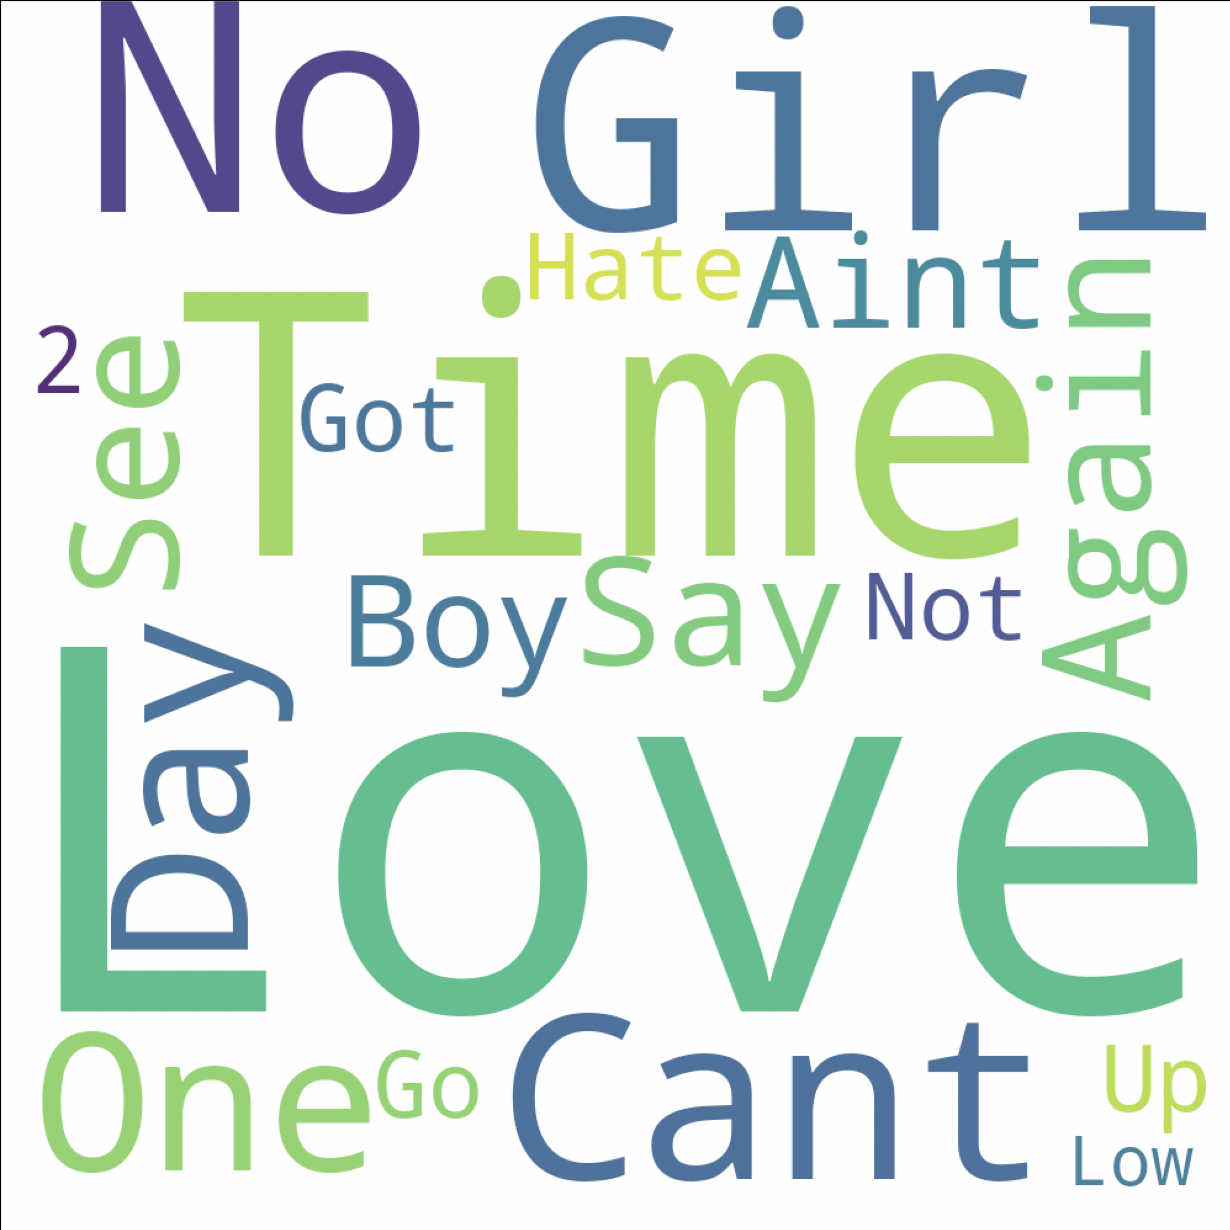 No Girl
Hate Aint
2 See Time Again
Got
Boy Say Not
Day Love
One Go Cant Up
Low